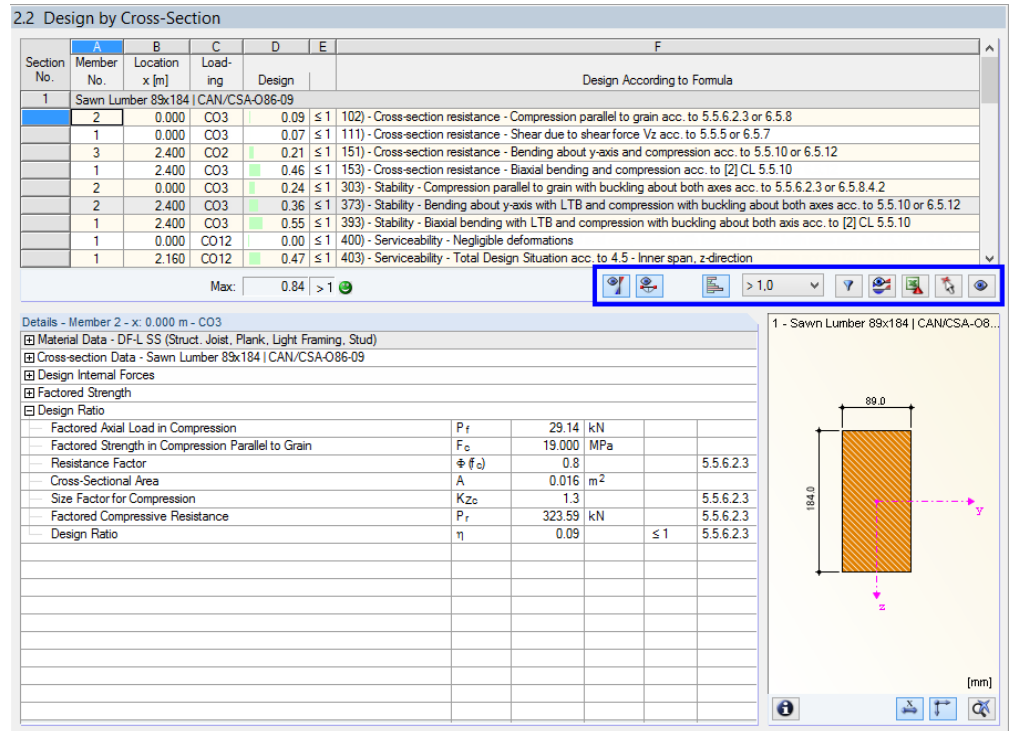 2.2 Design by Cross-Section
A B C D E F
Section Member Location Load-
No. No. x [m] ing Design Design According to Formula
1 Sawn Lumber 89x184 | CAN/CSA-O86-09
2 0.000 CO3 0.09 ≤ 1 102) - Cross-section resistance - Compression parallel to grain acc. to 5.5.6.2.3 or 6.5.8
1 0.000 CO3 0.07 ≤ 1 111) - Cross-section resistance - Shear due to shear force Vz acc. to 5.5.5 or 6.5.7
3 2.400 CO2 0.21 ≤ 1 151) - Cross-section resistance - Bending about y-axis and compression acc. to 5.5.10 or 6.5.12
1 2.400 CO3 0.46 ≤ 1 153) - Cross-section resistance - Biaxial bending and compression acc. to [2] CL 5.5.10
2 0.000 CO3 0.24 ≤ 1 303) - Stability - Compression parallel to grain with buckling about both axes acc. to 5.5.6.2.3 or 6.5.8.4.2
2 2.400 CO3 0.36 ≤ 1 373) - Stability - Bending about y-axis with LTB and compression with buckling about both axes acc. to 5.5.10 or 6.5.12
1 2.400 CO3 0.55 ≤ 1 393) - Stability - Biaxial bending with LTB and compression with buckling about both axis acc. to [2] CL 5.5.10
1 0.000 CO12 0.00 ≤ 1 400) - Serviceability - Negligible deformations
1 2.160 CO12 0.47 ≤ 1 403) - Serviceability - Total Design Situation acc. to 4.5 - Inner span, z-direction
Max: 0.84 > 1 > 1,0
Details - Member 2 - x: 0.000 m - CO3
Material Data - DF-L SS (Struct. Joist, Plank, Light Framing, Stud)
Cross-section Data - Sawn Lumber 89x184 | CAN/CSA-O86-09
Design Internal Forces
Factored Strength
Design Ratio
Factored Axial Load in Compression Pf 29.14 kN
Factored Strength in Compression Parallel to Grain Fc 19.000 MPa
Resistance Factor Φ (fc) 0.8 5.5.6.2.3
Cross-Sectional Area A 0.016 m2
Size Factor for Compression KZc 1.3 5.5.6.2.3
Factored Compressive Resistance Pr 323.59 kN 5.5.6.2.3
Design Ratio η 0.09 ≤ 1 5.5.6.2.3
1 - Sawn Lumber 89x184 | CAN/CSA-O8...
89.0
184.0
y
z
[mm]